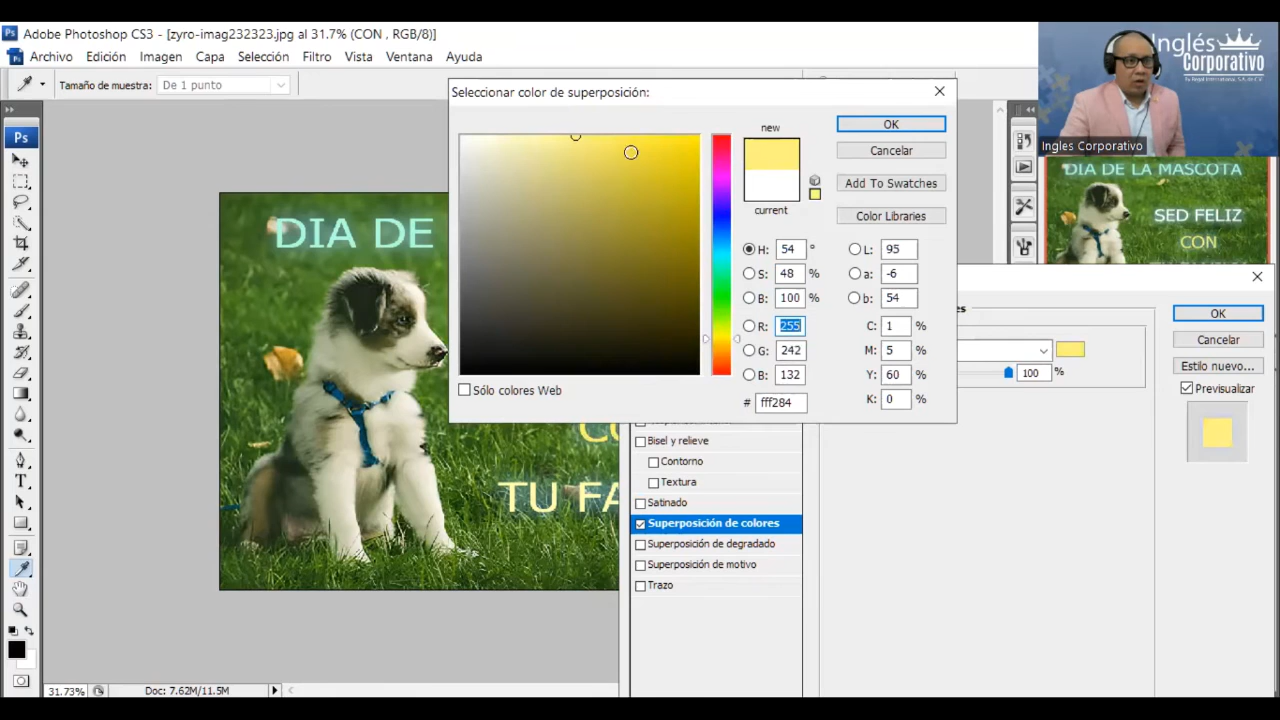 Adobe Photoshop CS3 - [zyro-imag232323.jpg al 31.7% (CON , RGB/8)]
Archivo Edición Imagen Capa Selección Filtro Vista Ventana Ayuda
Tamaño de muestra: De 1 punto
Inglés
Corporativo
Ingles Corporativo
Ps
Seleccionar color de superposición:
new
current
OK
Cancelar
Add To Swatches
Color Libraries
H: 54 °
S: 48 %
B: 100 %
R: 255
G: 242
B: 132
# fff284
L: 95
a: -6
b: 54
C: 1 %
M: 5 %
Y: 60 %
K: 0 %
Sólo colores Web
DIA DE LA MASCOTA
SED FELIZ
CON
DIA DE
CO
TU FA
OK
Cancelar
Estilo nuevo...
Previsualizar
100 %
Bisel y relieve
Contorno
Textura
Satinado
Superposición de colores
Superposición de degradado
Superposición de motivo
Trazo
31.73% Doc: 7.62M/11.5M